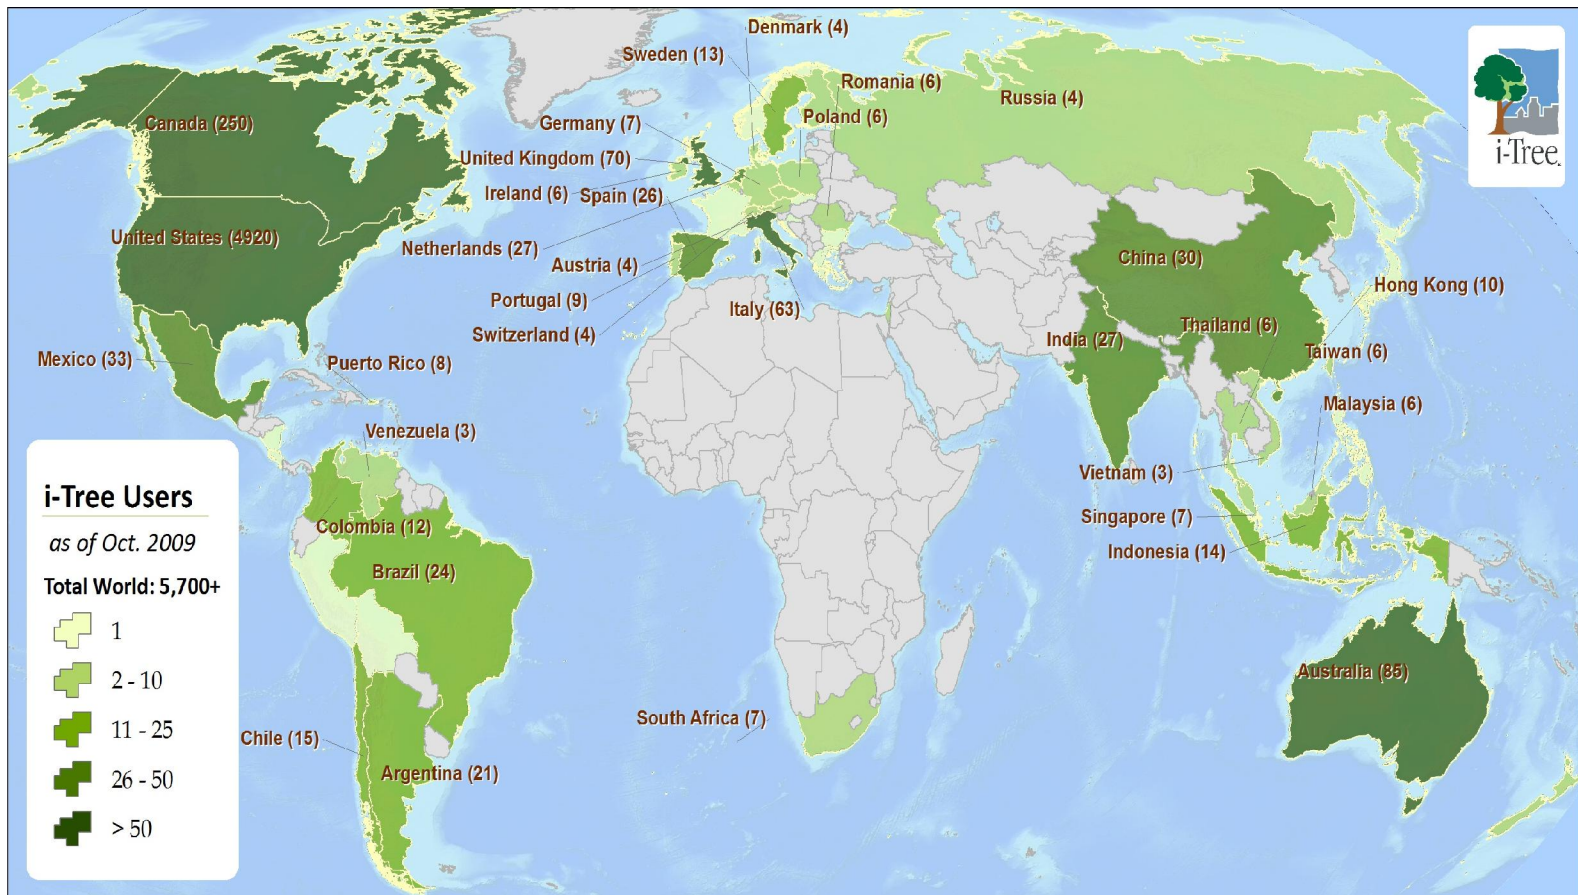 Denmark (4)
Sweden (13)
Romania (6)
Russia (4)
Poland (6)
Germany (7)
Canada (250)
United Kingdom (70)
Ireland (6)
Spain (26)
i-Tree
United States (4920)
Netherlands (27)
Austria (4)
China (30)
Portugal (9)
Hong Kong (10)
Italy (63)
Switzerland (4)
Thailand (6)
India (27)
Taiwan (6)
Mexico (33)
Puerto Rico (8)
Malaysia (6)
Venezuela (3)
Vietnam (3)
Singapore (7)
Colombia (12)
Indonesia (14)
Brazil (24)
Australia (85)
South Africa (7)
Chile (15)
Argentina (21)
i-Tree Users
as of Oct. 2009
Total World: 5,700+
1
2 - 10
11 - 25
26 - 50
> 50